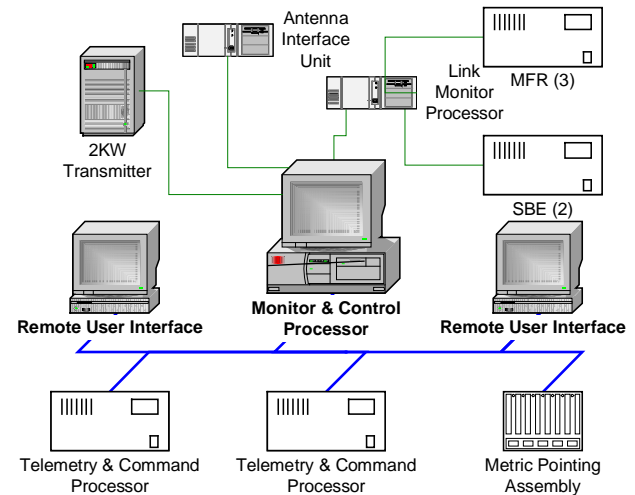 Antenna
Interface
Unit
Link
Monitor
Processor
MFR (3)
2KW
Transmitter
SBE (2)
Remote User Interface
Monitor & Control
Processor
Remote User Interface
Telemetry & Command
Processor
Telemetry & Command
Processor
Metric Pointing
Assembly